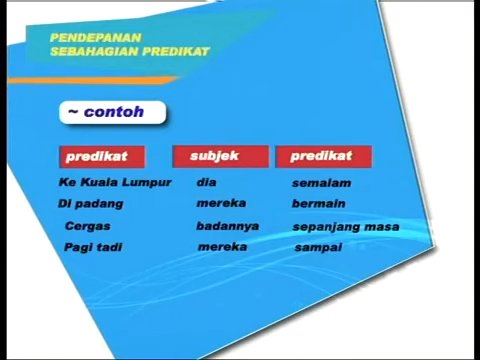 PENDEPANAN
SEBAHAGIAN PREDIKAT
~ contoh
predikat subjek predikat
Ke Kuala Lumpur dia semalam
Di padang mereka bermain
Cergas badannya sepanjang masa
Pagi tadi mereka sampai